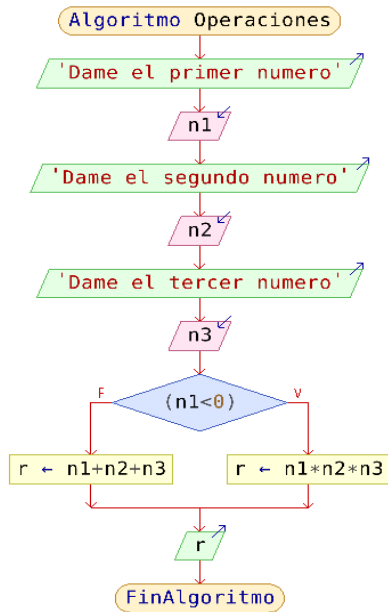 Algoritmo Operaciones
'Dame el primer numero'
n1
'Dame el segundo numero'
n2
'Dame el tercer numero'
n3
(n1<0)
F
V
r ← n1+n2+n3
r ← n1*n2*n3
r
FinAlgoritmo